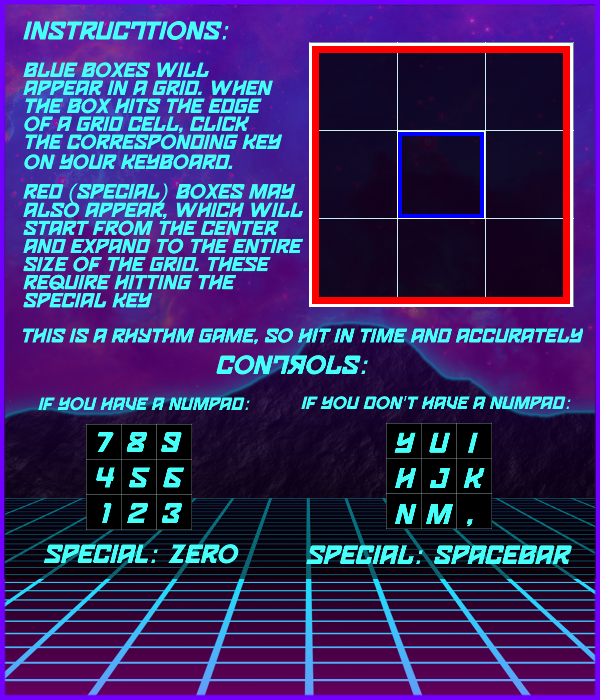 INSTRUCTIONS:
BLUE BOXES WILL
APPEAR IN A GRID. WHEN
THE BOX HITS THE EDGE
OF A GRID CELL, CLICK
THE CORRESPONDING KEY
ON YOUR KEYBOARD.
RED (SPECIAL) BOXES MAY
ALSO APPEAR, WHICH WILL
START FROM THE CENTER
AND EXPAND TO THE ENTIRE
SIZE OF THE GRID. THESE
REQUIRE HITTING THE
SPECIAL KEY
THIS IS A RHYTHM GAME, SO HIT IN TIME AND ACCURATELY
CONTROLS:
IF YOU HAVE A NUMPAD:
7 8 9
4 5 6
1 2 3
SPECIAL: ZERO
IF YOU DON'T HAVE A NUMPAD:
Y U I
H J K
N M ,
SPECIAL: SPACEBAR